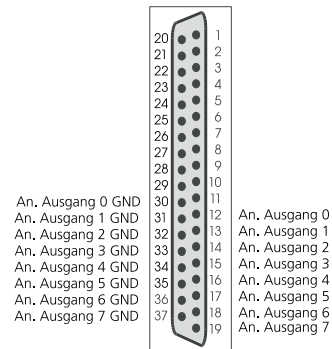 20 1
21 2
22 3
23 4
24 5
25 6
26 7
27 8
28 9
29 10
An. Ausgang 0 GND 30 11
An. Ausgang 1 GND 31 12 An. Ausgang 0
An. Ausgang 2 GND 32 13 An. Ausgang 1
An. Ausgang 3 GND 33 14 An. Ausgang 2
An. Ausgang 4 GND 34 15 An. Ausgang 3
An. Ausgang 5 GND 35 16 An. Ausgang 4
An. Ausgang 6 GND 36 17 An. Ausgang 5
An. Ausgang 7 GND 37 18 An. Ausgang 6
19 An. Ausgang 7